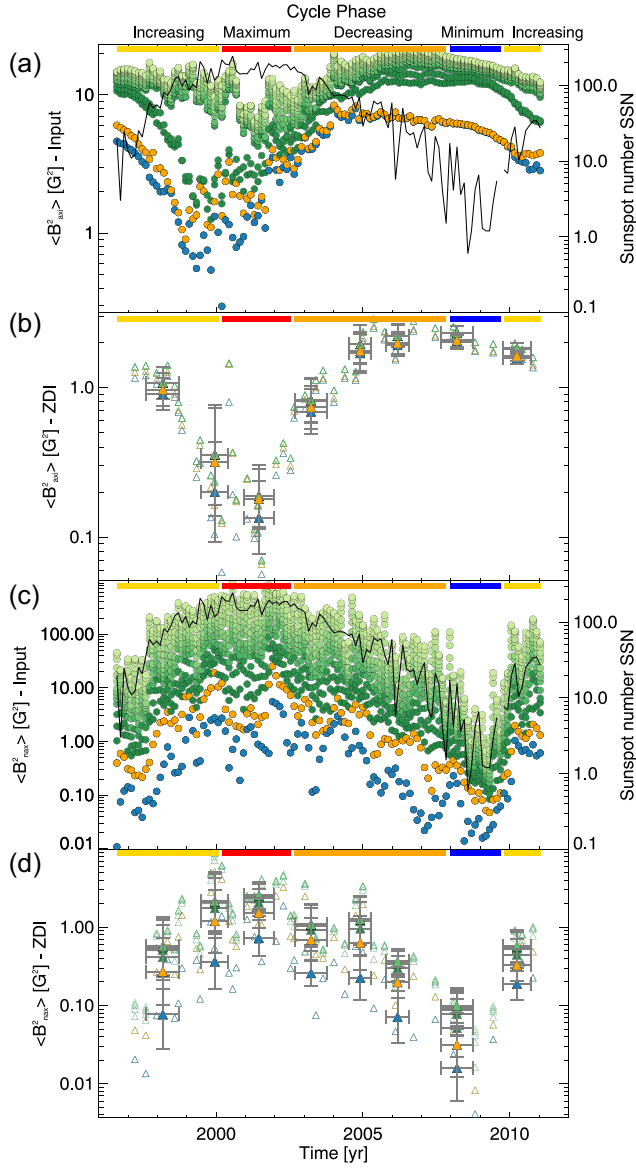 Cycle Phase
Increasing Maximum Decreasing Minimum Increasing
(a)
10
1
<B²axi> [G²] - Input
100.0
10.0
1.0
0.1
Sunspot number SSN
(b)
1.0
0.1
<B²axi> [G²] - ZDI
(c)
100.00
10.00
1.00
0.10
0.01
<B²nax> [G²] - Input
100.0
10.0
1.0
0.1
Sunspot number SSN
(d)
1.00
0.10
0.01
<B²nax> [G²] - ZDI
2000 2005 2010
Time [yr]